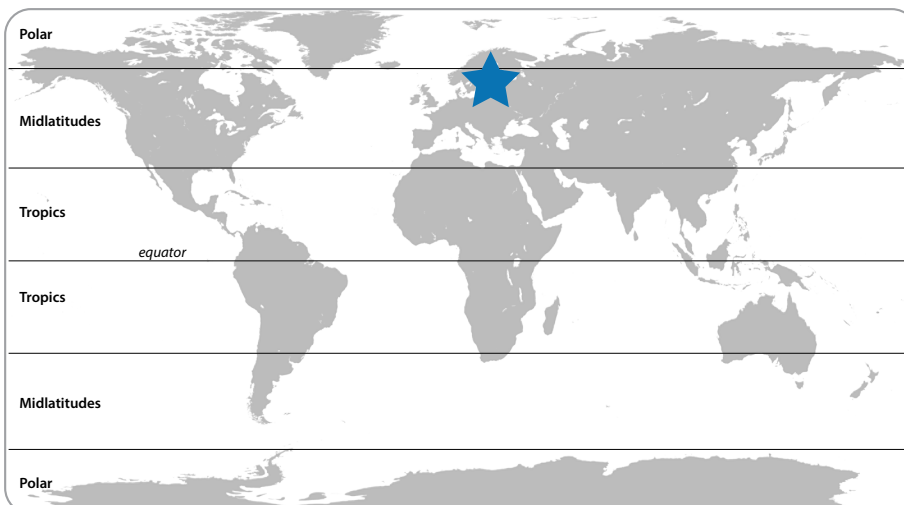 Polar
Midlatitudes
Tropics
equator
Tropics
Midlatitudes
Polar